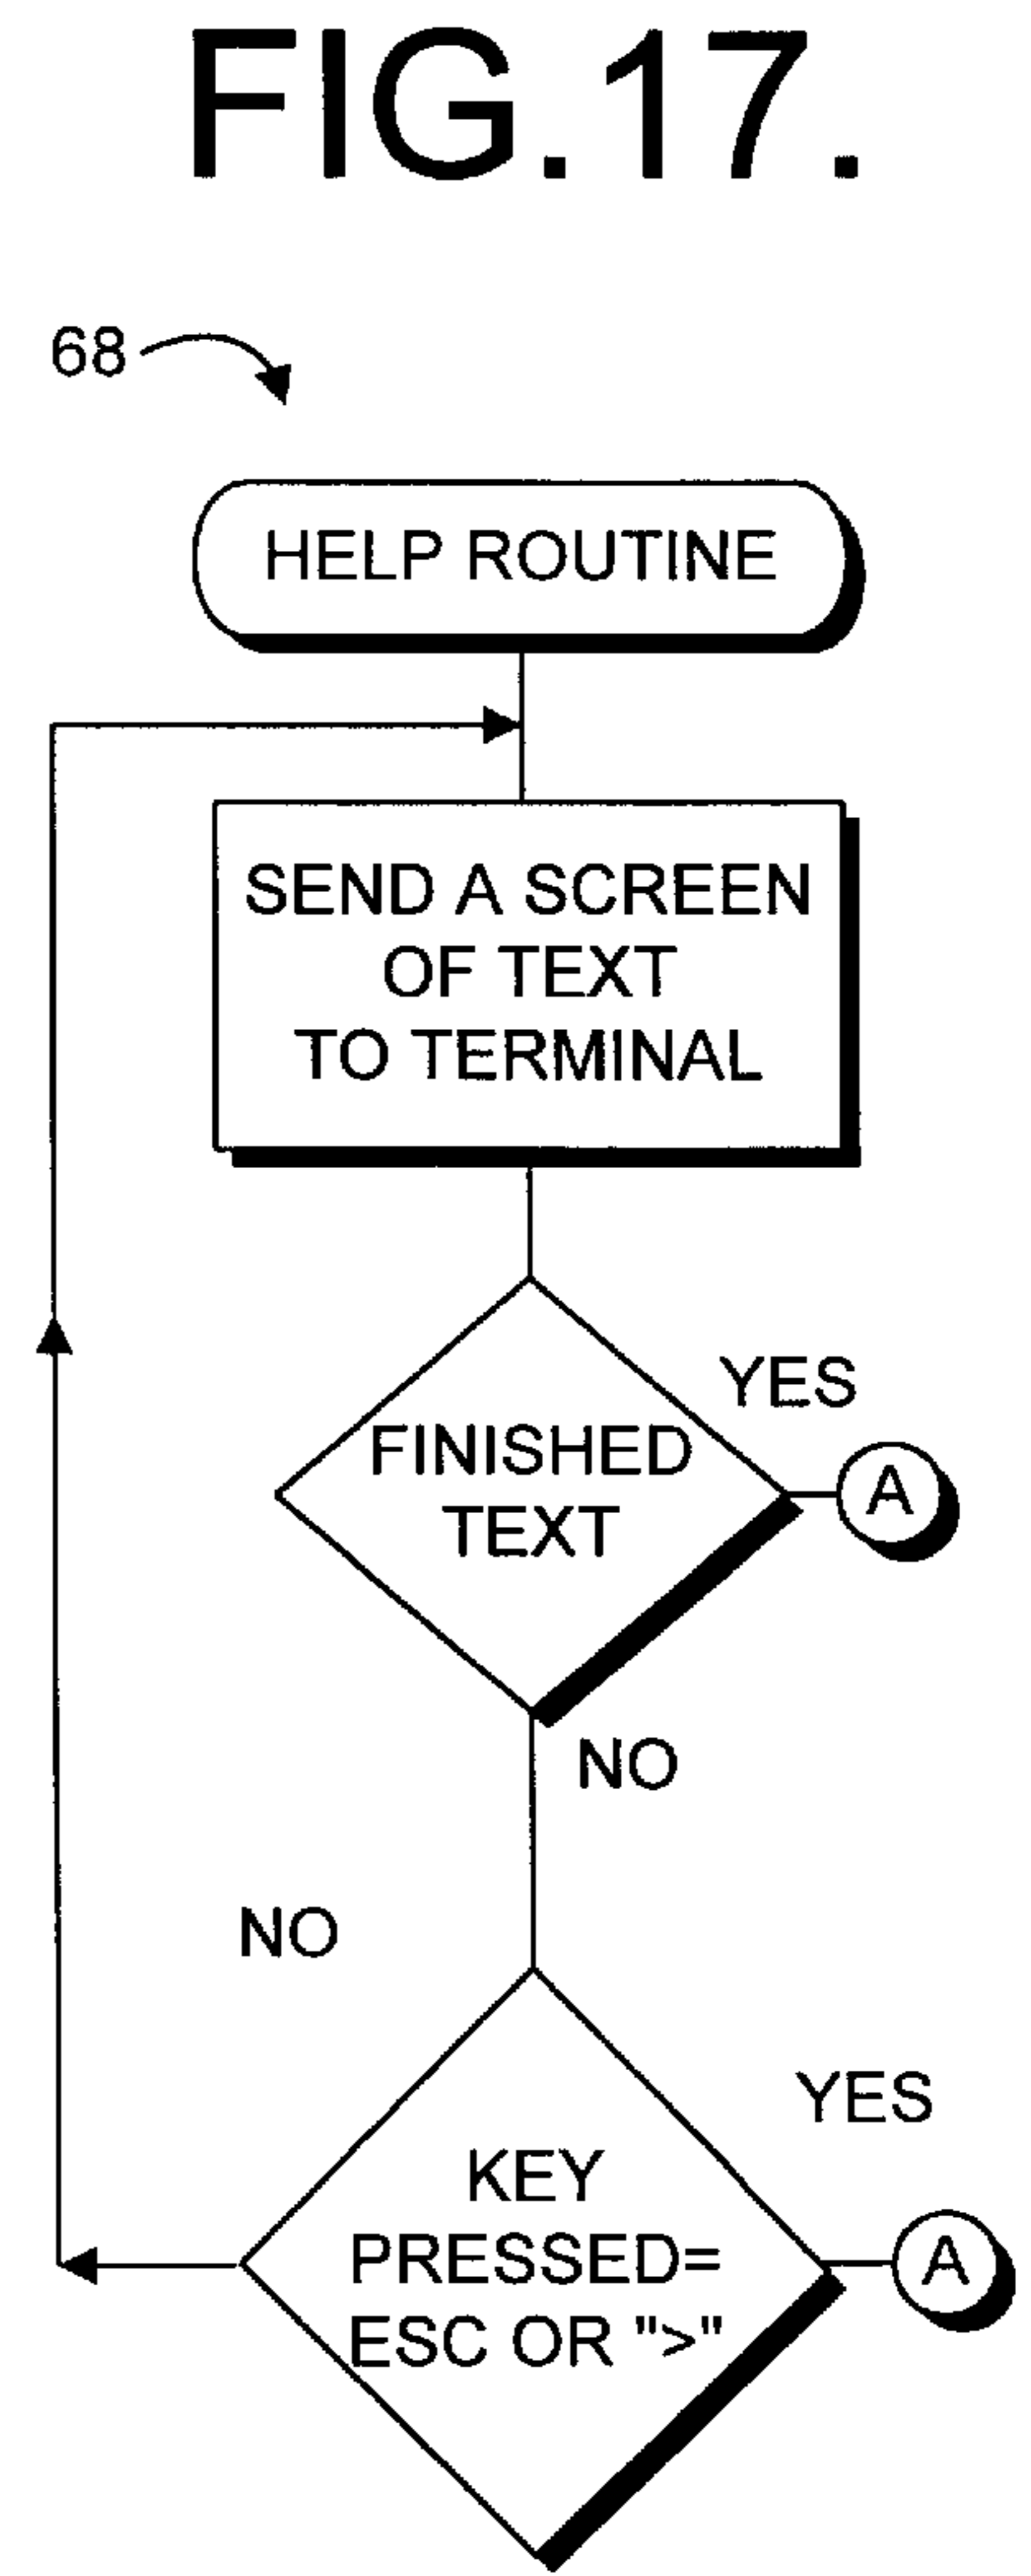 FIG.17.
68
HELP ROUTINE
SEND A SCREEN
OF TEXT
TO TERMINAL
YES
FINISHED
TEXT
A
NO
NO
YES
KEY
PRESSED=
ESC OR ">"
A